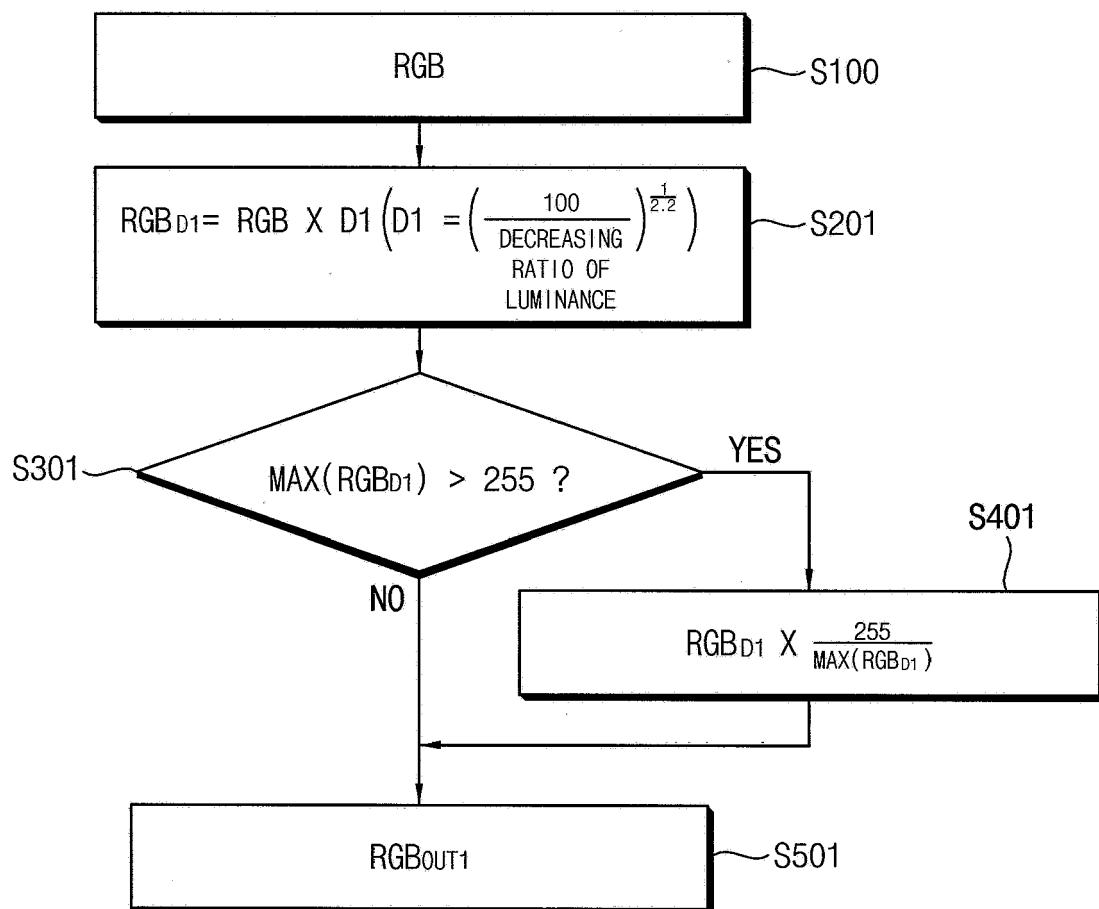 RGB
S100
RGBD1= RGB X D1(D1 = (100/DECREASING RATIO OF LUMINANCE)^(1/2.2))
S201
S301
MAX(RGBD1) > 255 ?
YES
NO
S401
RGBD1 X 255/MAX(RGBD1)
RGBOUT1
S501